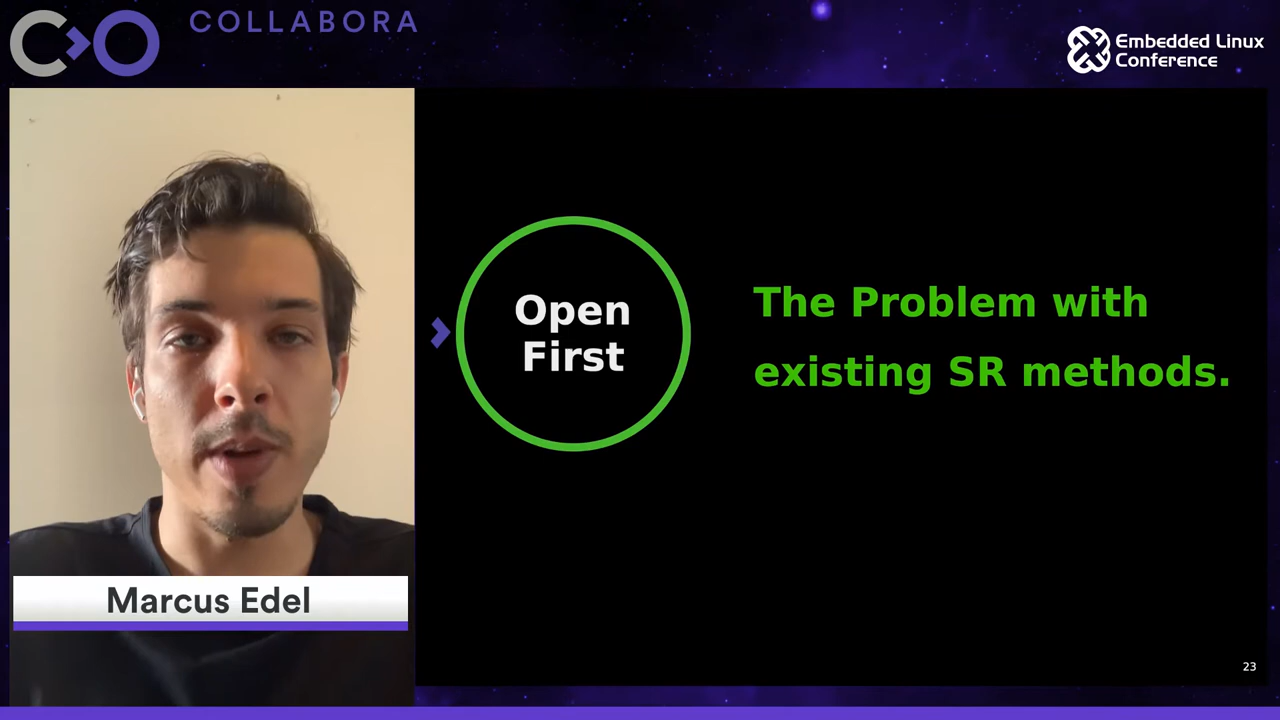 COLLABORA
Embedded Linux
Conference
Open
First
The Problem with
existing SR methods.
Marcus Edel
23